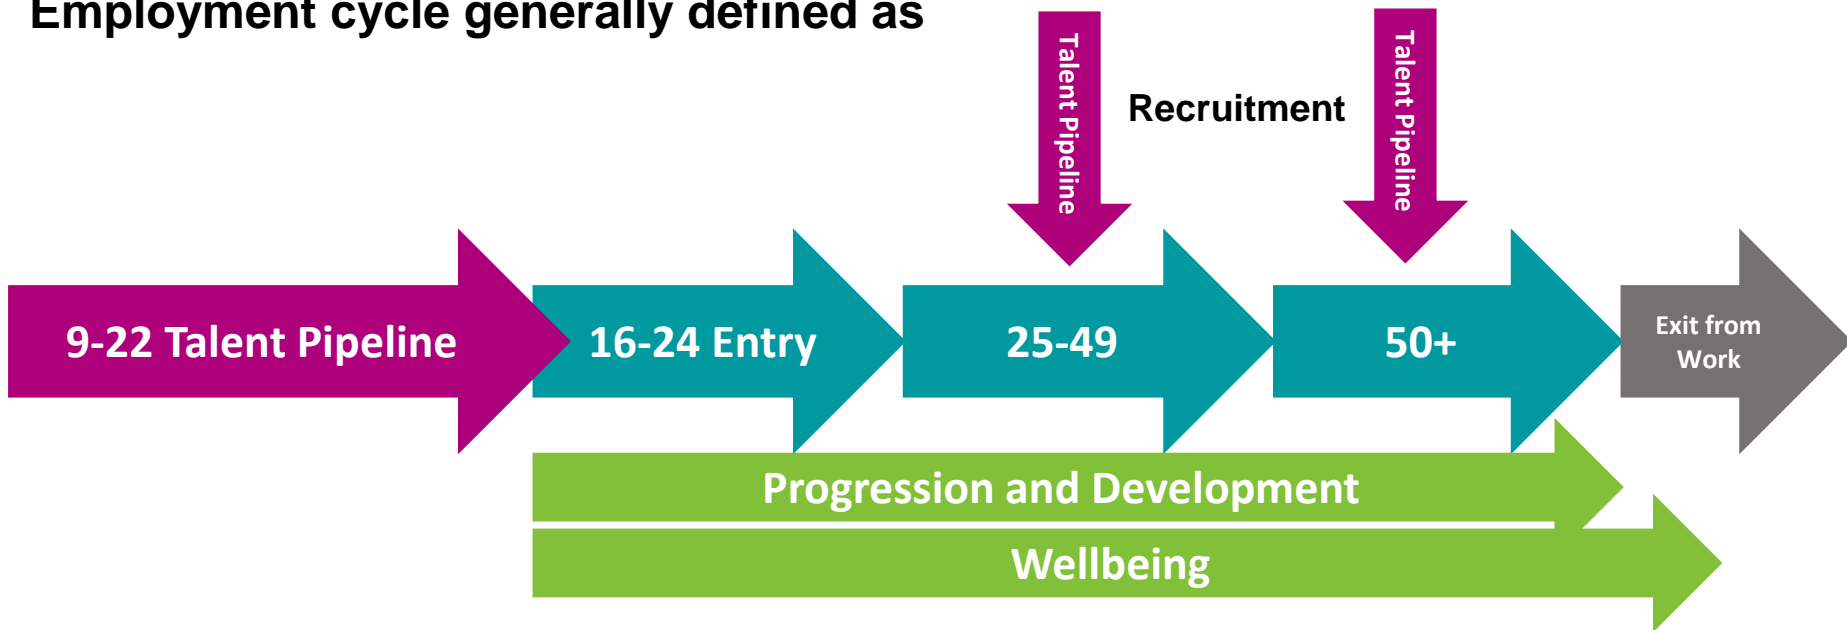 Employment cycle generally defined as
Talent Pipeline
Recruitment
Talent Pipeline
9-22 Talent Pipeline
16-24 Entry
25-49
50+
Exit from
Work
Progression and Development
Wellbeing